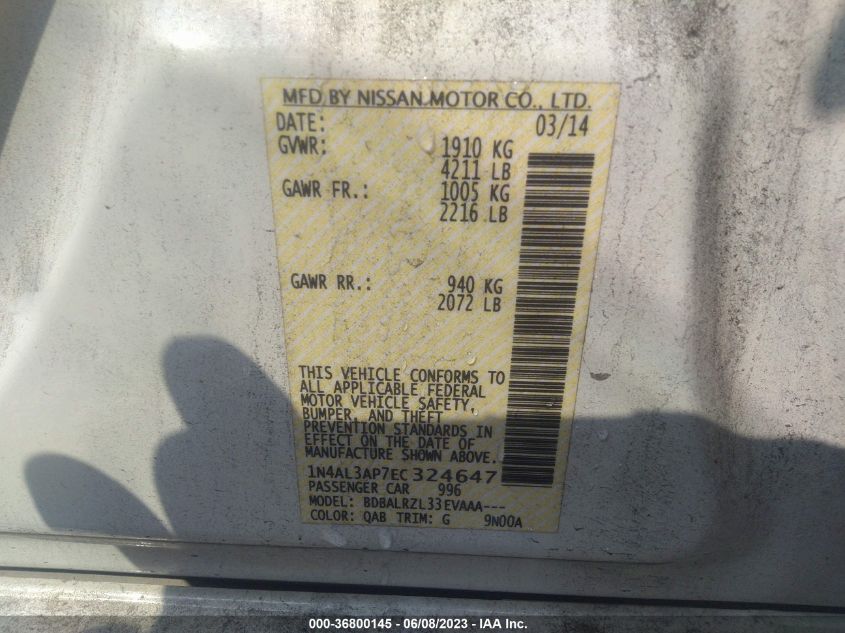 MFD BY NISSAN MOTOR CO., LTD.
DATE: 03/14
GVWR: 1910 KG
4211 LB
GAWR FR.: 1005 KG
2216 LB
GAWR RR.: 940 KG
2072 LB
THIS VEHICLE CONFORMS TO
ALL APPLICABLE FEDERAL
MOTOR VEHICLE SAFETY,
BUMPER, AND THEFT
PREVENTION STANDARDS IN
EFFECT ON THE DATE OF
MANUFACTURE SHOWN ABOVE.
1N4AL3AP7EC324647
PASSENGER CAR 996
MODEL: BDBALRZL33EVAAA---
COLOR: QAB TRIM: G 9N00A
000-36800145 - 06/08/2023 - IAA Inc.